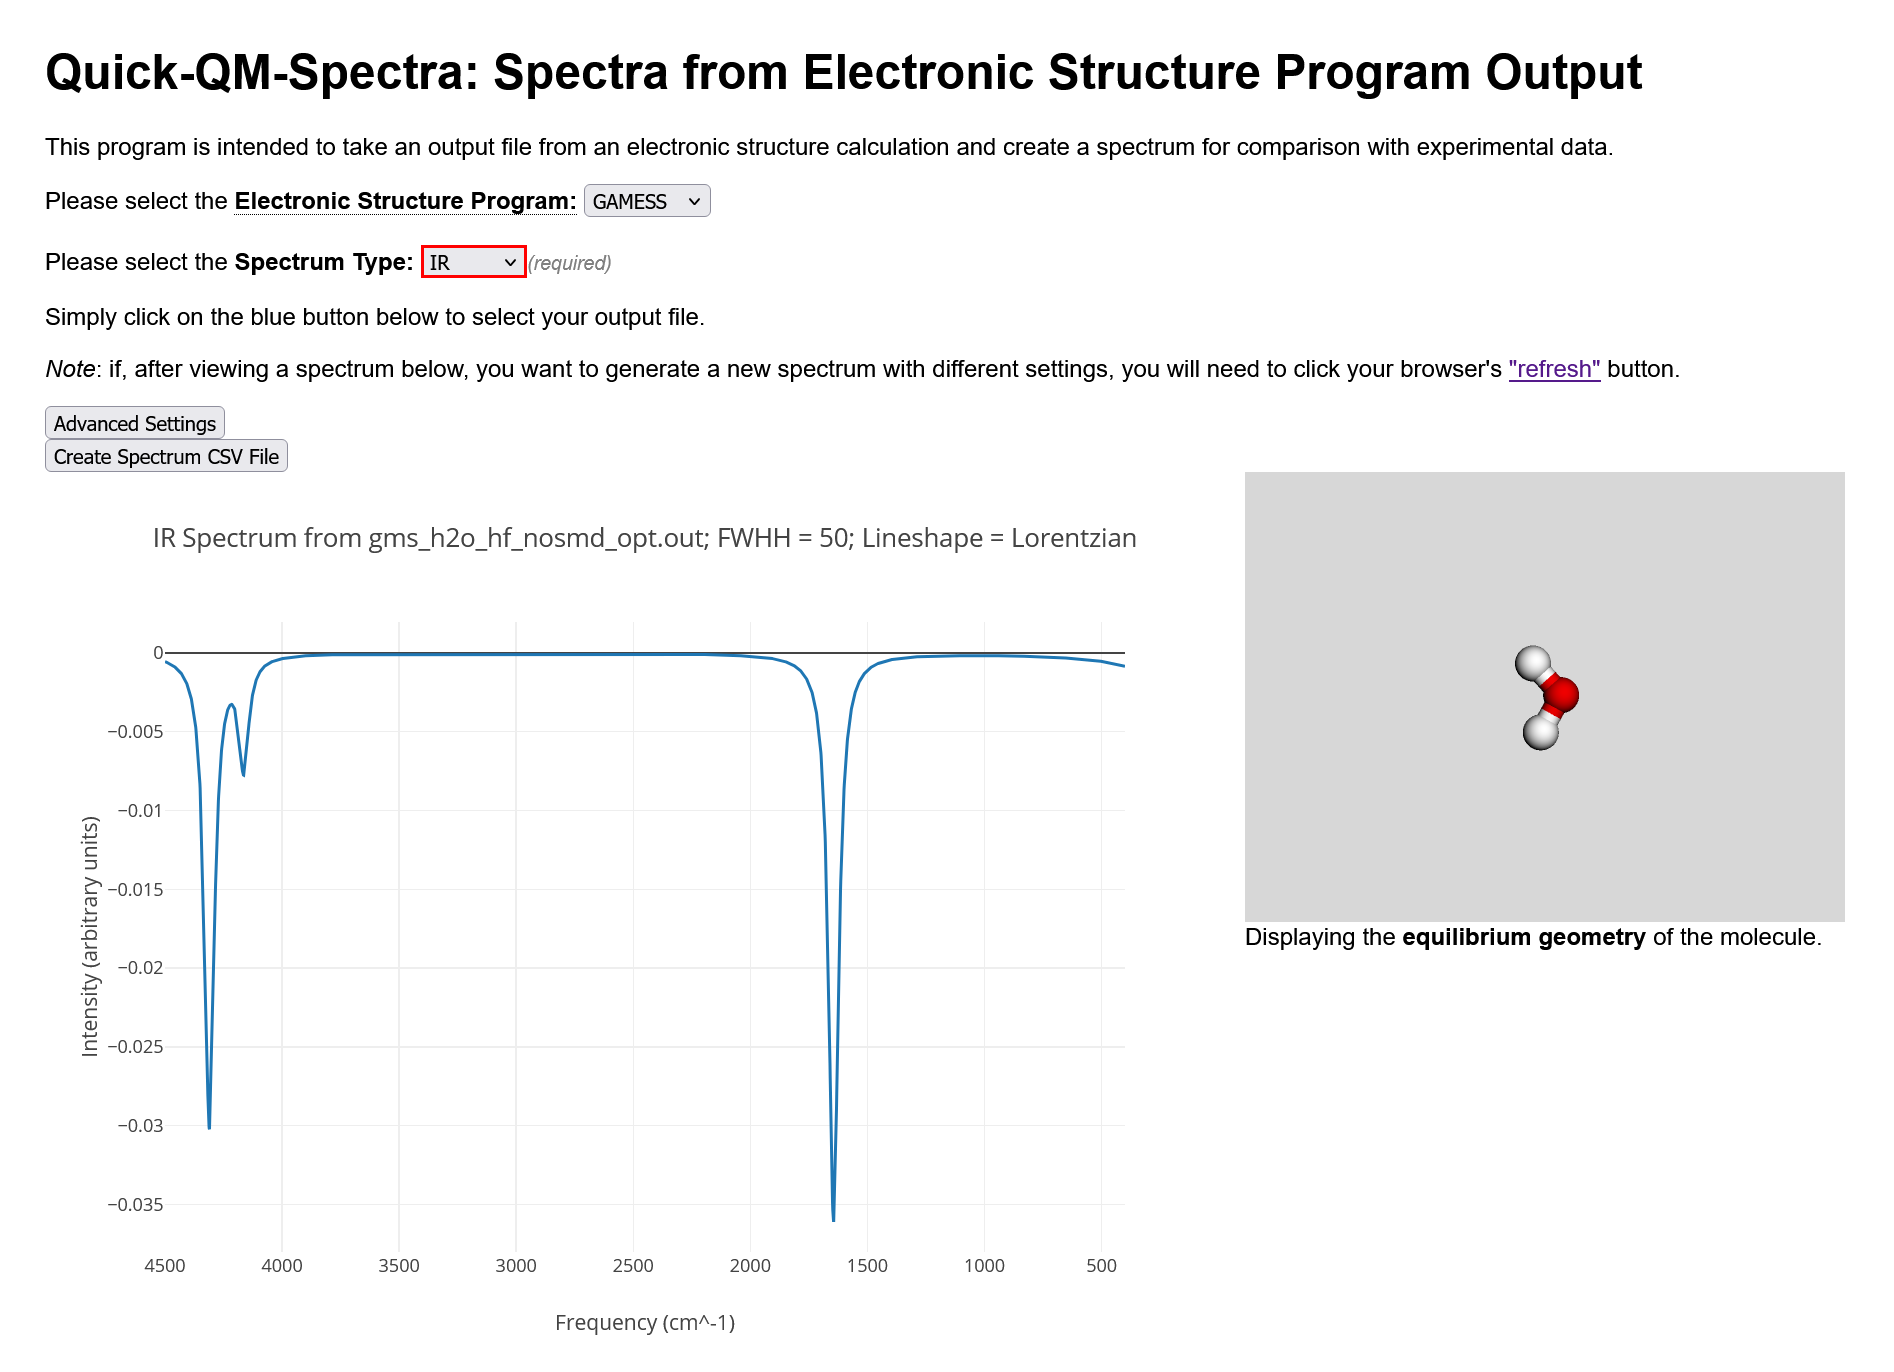 Quick-QM-Spectra: Spectra from Electronic Structure Program Output
This program is intended to take an output file from an electronic structure calculation and create a spectrum for comparison with experimental data.
Please select the Electronic Structure Program: GAMESS
Please select the Spectrum Type: IR (required)
Simply click on the blue button below to select your output file.
Note: if, after viewing a spectrum below, you want to generate a new spectrum with different settings, you will need to click your browser's "refresh" button.
Advanced Settings
Create Spectrum CSV File
IR Spectrum from gms_h2o_hf_nosmd_opt.out; FWHH = 50; Lineshape = Lorentzian
0
−0.005
−0.01
−0.015
−0.02
−0.025
−0.03
−0.035
Intensity (arbitrary units)
4500 4000 3500 3000 2500 2000 1500 1000 500
Frequency (cm^-1)
Displaying the equilibrium geometry of the molecule.